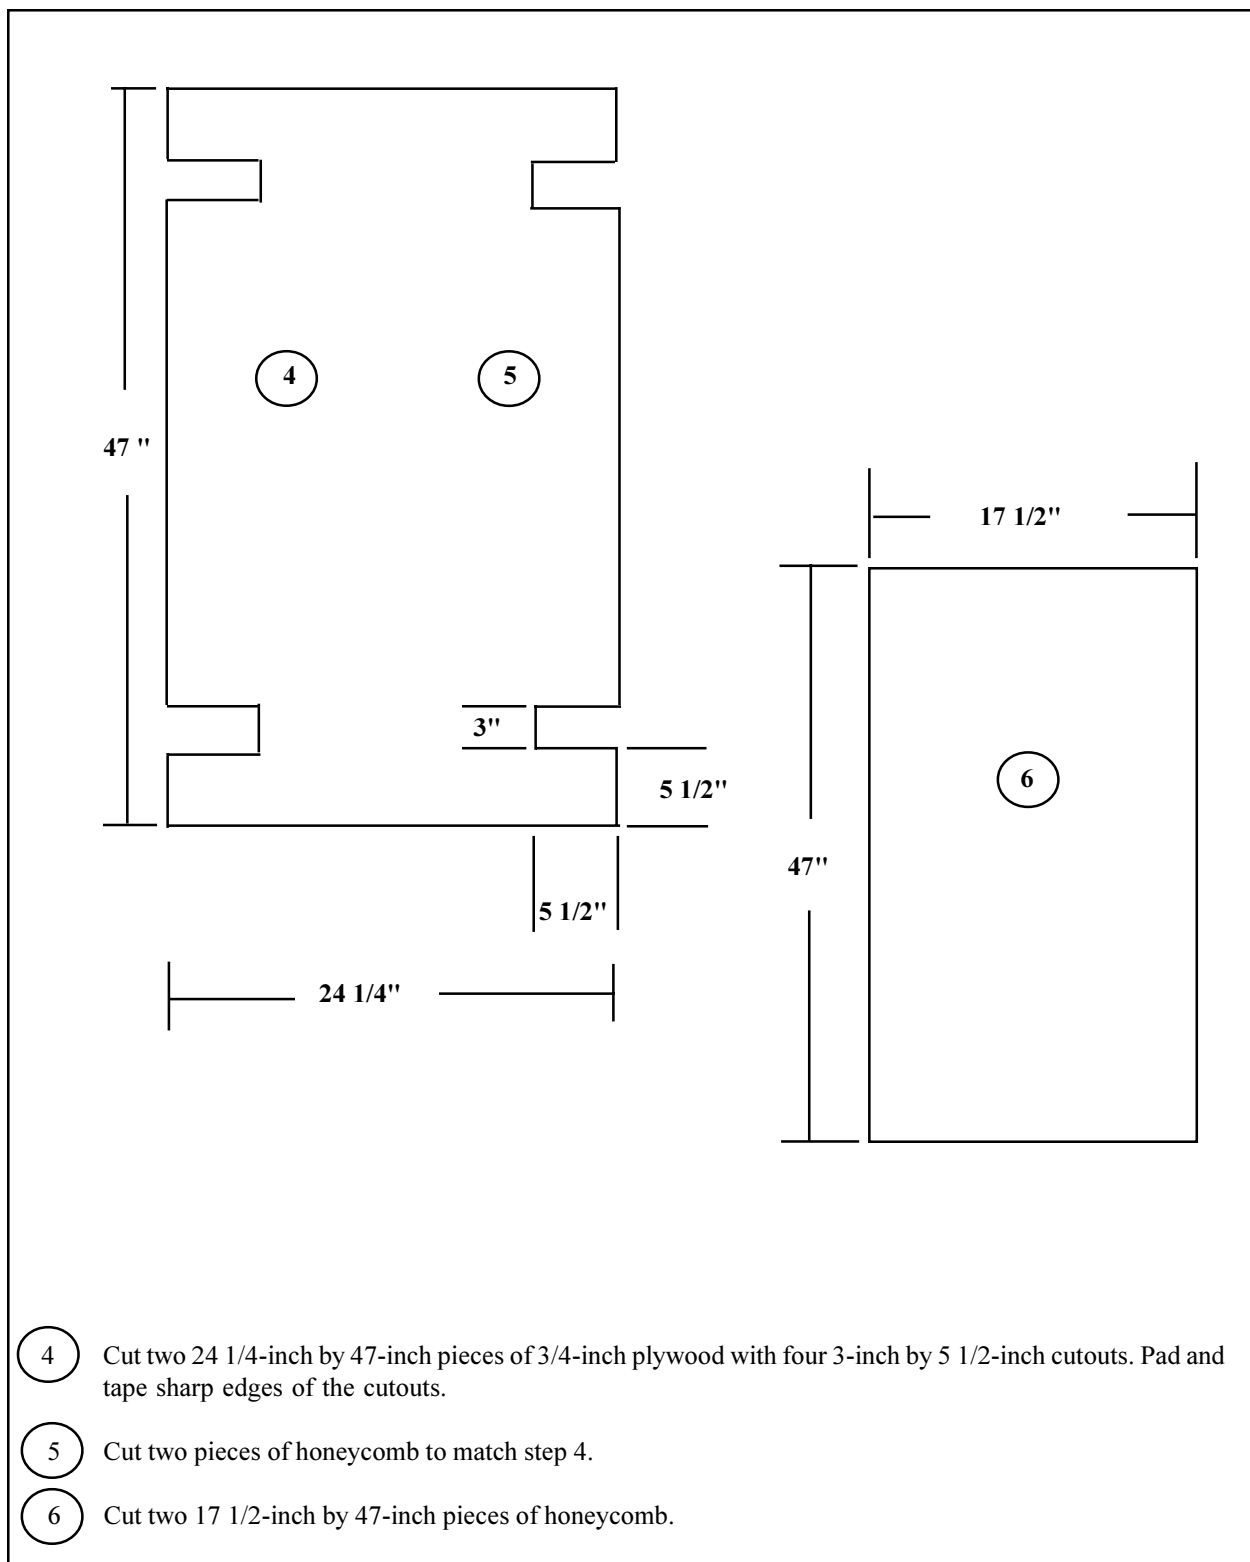 4
5
47 "
17 1/2"
3"
5 1/2"
6
47"
5 1/2"
24 1/4"
4 Cut two 24 1/4-inch by 47-inch pieces of 3/4-inch plywood with four 3-inch by 5 1/2-inch cutouts. Pad and
tape sharp edges of the cutouts.
5 Cut two pieces of honeycomb to match step 4.
6 Cut two 17 1/2-inch by 47-inch pieces of honeycomb.